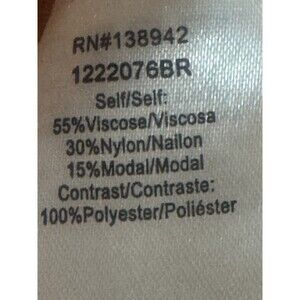 RN#138942
1222076BR
Self/Self:
55%Viscose/Viscosa
30%Nylon/Nailon
15%Modal/Modal
Contrast/Contraste:
100%Polyester/Poliéster